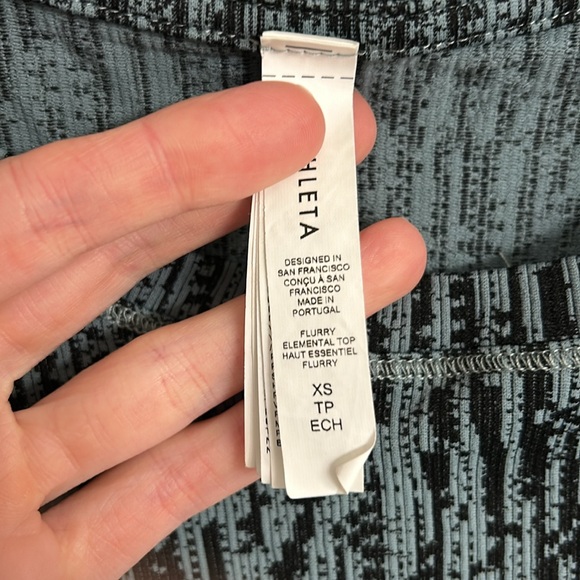 HLETA
DESIGNED IN
SAN FRANCISCO
CONÇU À SAN
FRANCISCO
MADE IN
PORTUGAL
FLURRY
ELEMENTAL TOP
HAUT ESSENTIEL
FLURRY
XS
TP
ECH